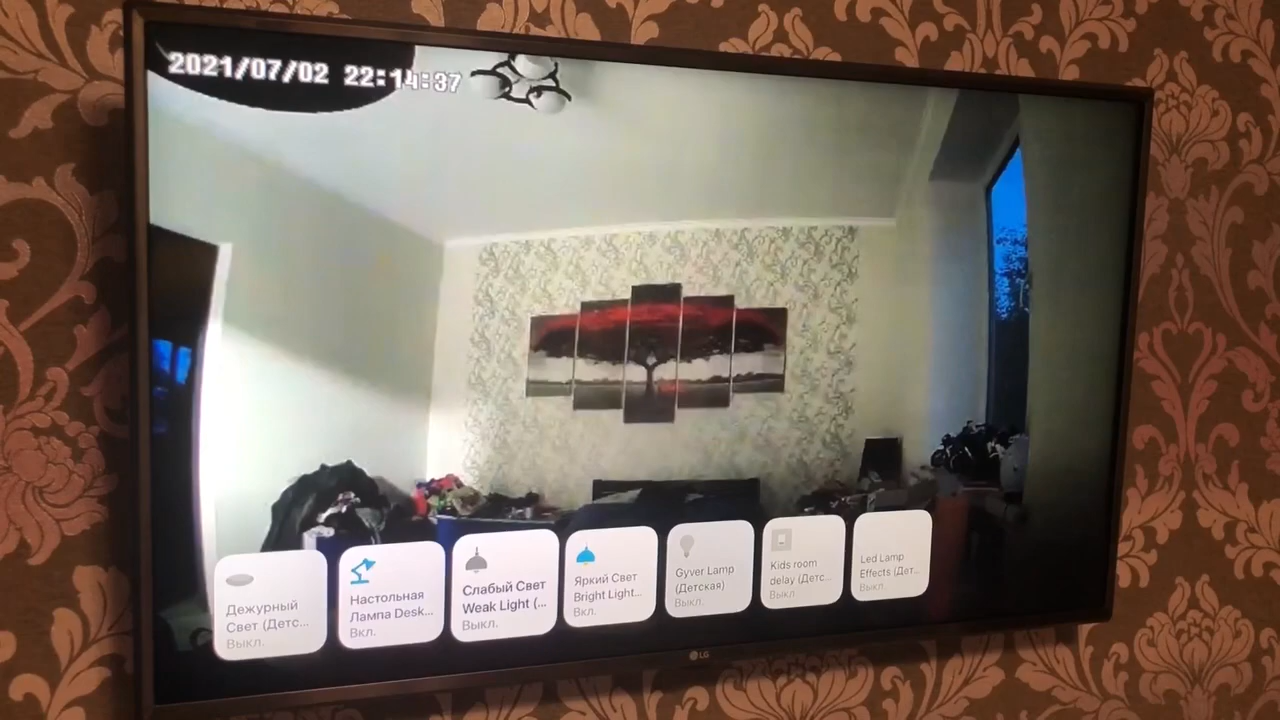 2021/07/02 22:14:37
Дежурный
Свет (Детс...
Выкл.
Настольная
Лампа Desk...
Вкл.
Слабый Свет
Weak Light (...
Выкл.
Яркий Свет
Bright Light...
Вкл.
Gyver Lamp
(Детская)
Выкл.
Kids room
delay (Детс...
Выкл.
Led Lamp
Effects (Дет...
Выкл.
LG